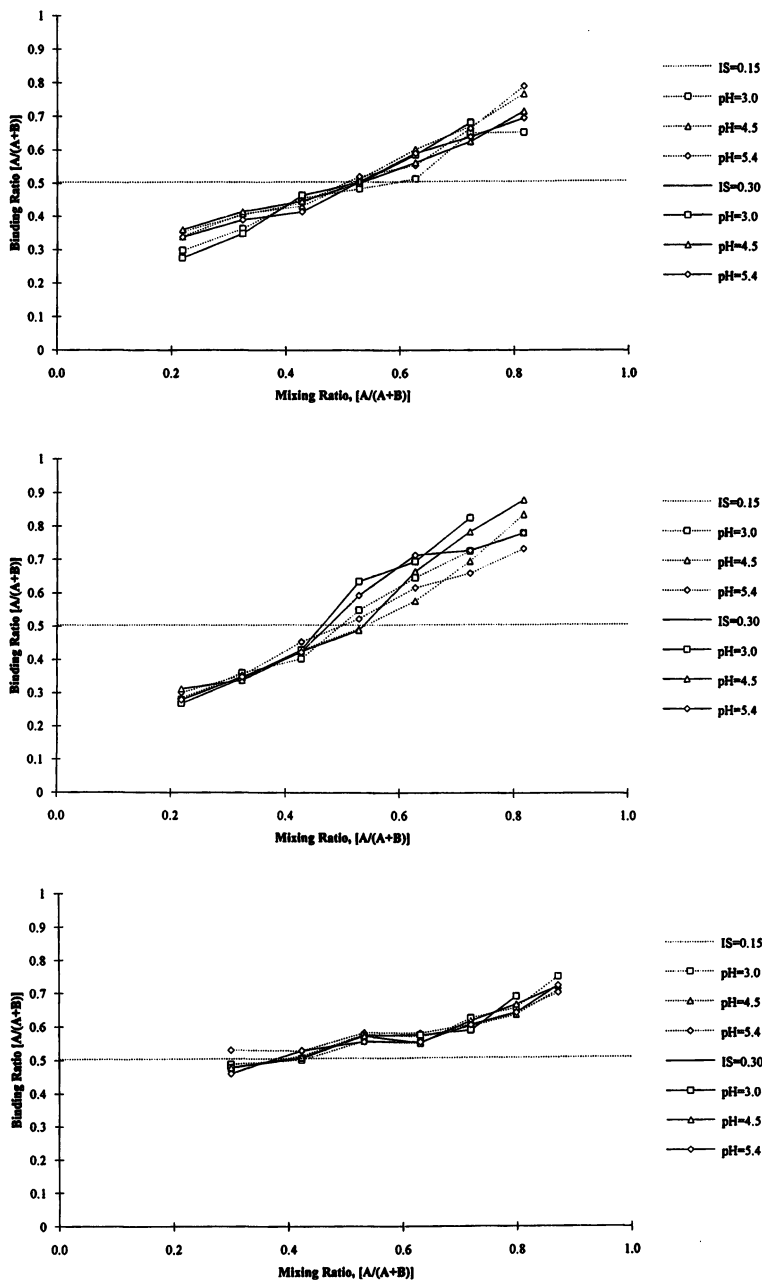 1
0.9
0.8
0.7
0.6
0.5
0.4
0.3
0.2
0.1
0
Binding Ratio [A/(A+B)]
0.0 0.2 0.4 0.6 0.8 1.0
Mixing Ratio, [A/(A+B)]
IS=0.15
pH=3.0
pH=4.5
pH=5.4
IS=0.30
pH=3.0
pH=4.5
pH=5.4
1
0.9
0.8
0.7
0.6
0.5
0.4
0.3
0.2
0.1
0
Binding Ratio [A/(A+B)]
0.0 0.2 0.4 0.6 0.8 1.0
Mixing Ratio, [A/(A+B)]
IS=0.15
pH=3.0
pH=4.5
pH=5.4
IS=0.30
pH=3.0
pH=4.5
pH=5.4
1
0.9
0.8
0.7
0.6
0.5
0.4
0.3
0.2
0.1
0
Binding Ratio [A/(A+B)]
0.0 0.2 0.4 0.6 0.8 1.0
Mixing Ratio, [A/(A+B)]
IS=0.15
pH=3.0
pH=4.5
pH=5.4
IS=0.30
pH=3.0
pH=4.5
pH=5.4